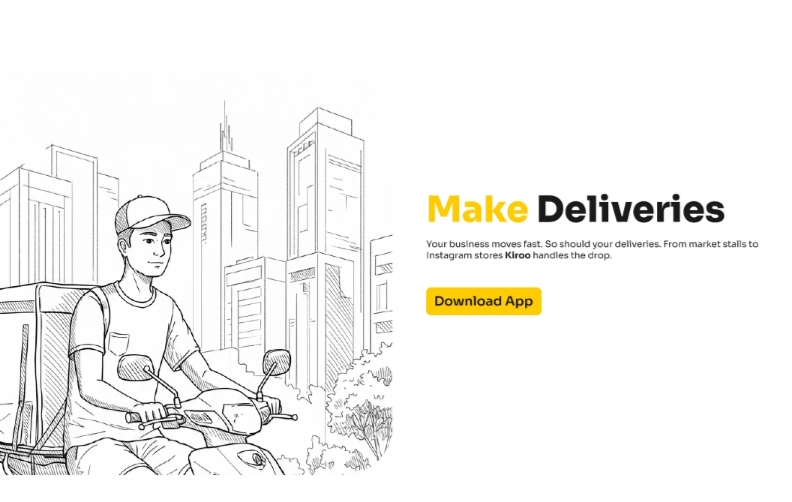 Make Deliveries
Your business moves fast. So should your deliveries. From market stalls to
Instagram stores Kiroo handles the drop.
Download App